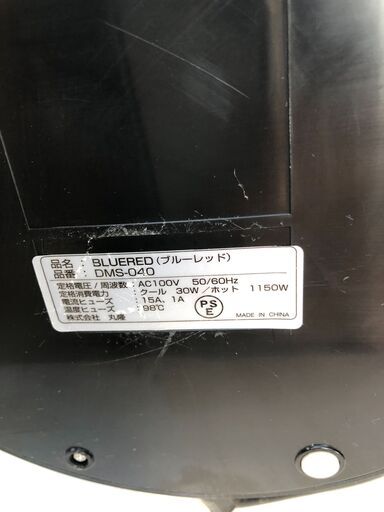 品名 : BLUERED (ブルーレッド)
品番 : DMS-040
定格電圧/周波数 : AC100V 50/60Hz
定格消費電力 : クール 30W/ホット 1150W
電流ヒューズ : 15A、1A
温度ヒューズ : 98℃
株式会社 丸隆
PSE
MADE IN CHINA